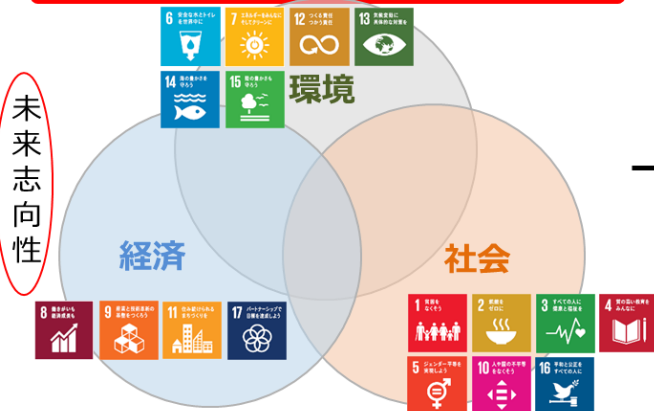 6 安全な水とトイレ
を世界中に
7 エネルギーをみんなに
そしてクリーンに
12 つくる責任
つかう責任
13 気候変動に
具体的な対策を
14 海の豊かさを
守ろう
15 陸の豊かさも
守ろう
環境
未来志向性
経済
社会
8 働きがいも
経済成長も
9 産業と技術革新の
基盤をつくろう
11 住み続けられる
まちづくりを
17 パートナーシップで
目標を達成しよう
1 貧困を
なくそう
2 飢餓を
ゼロに
3 すべての人に
健康と福祉を
4 質の高い教育を
みんなに
5 ジェンダー平等を
実現しよう
10 人や国の不平等
をなくそう
16 平和と公正を
すべての人に